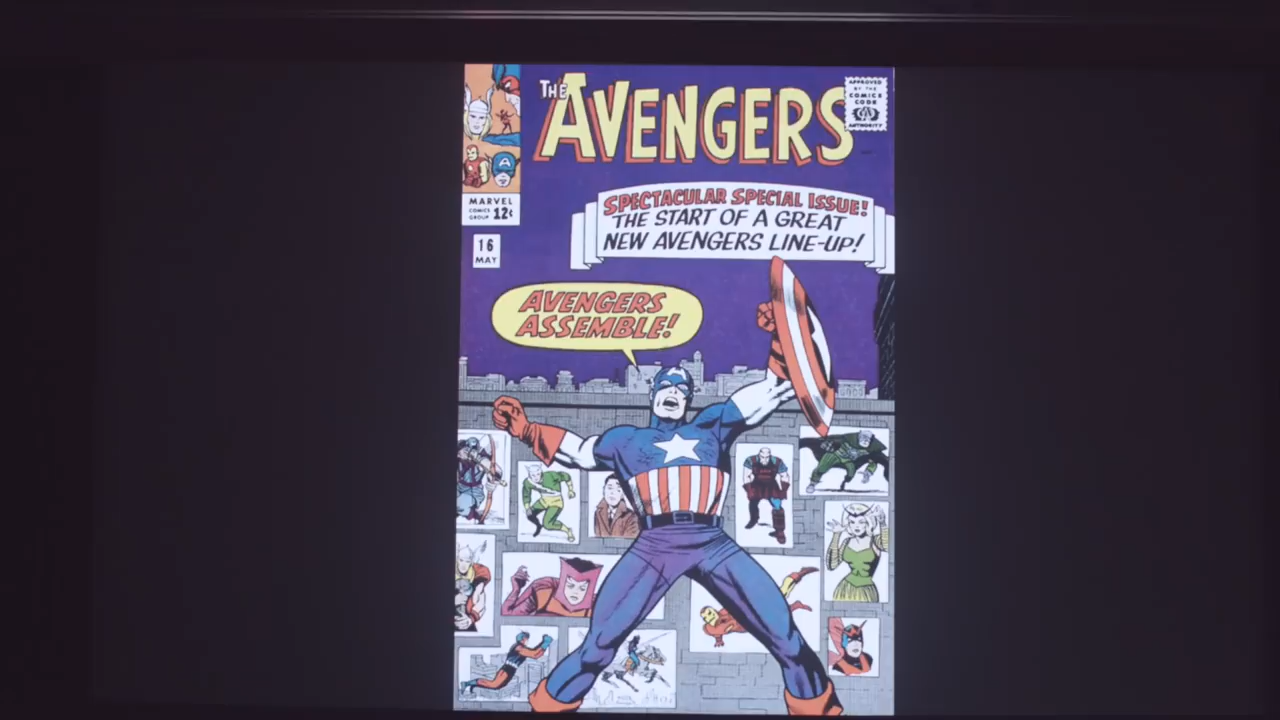 THE
AVENGERS
APPROVED
BY THE
COMICS
CODE
AUTHORITY
MARVEL
COMICS
GROUP 12¢
16
MAY
SPECTACULAR SPECIAL ISSUE!
THE START OF A GREAT
NEW AVENGERS LINE-UP!
AVENGERS
ASSEMBLE!